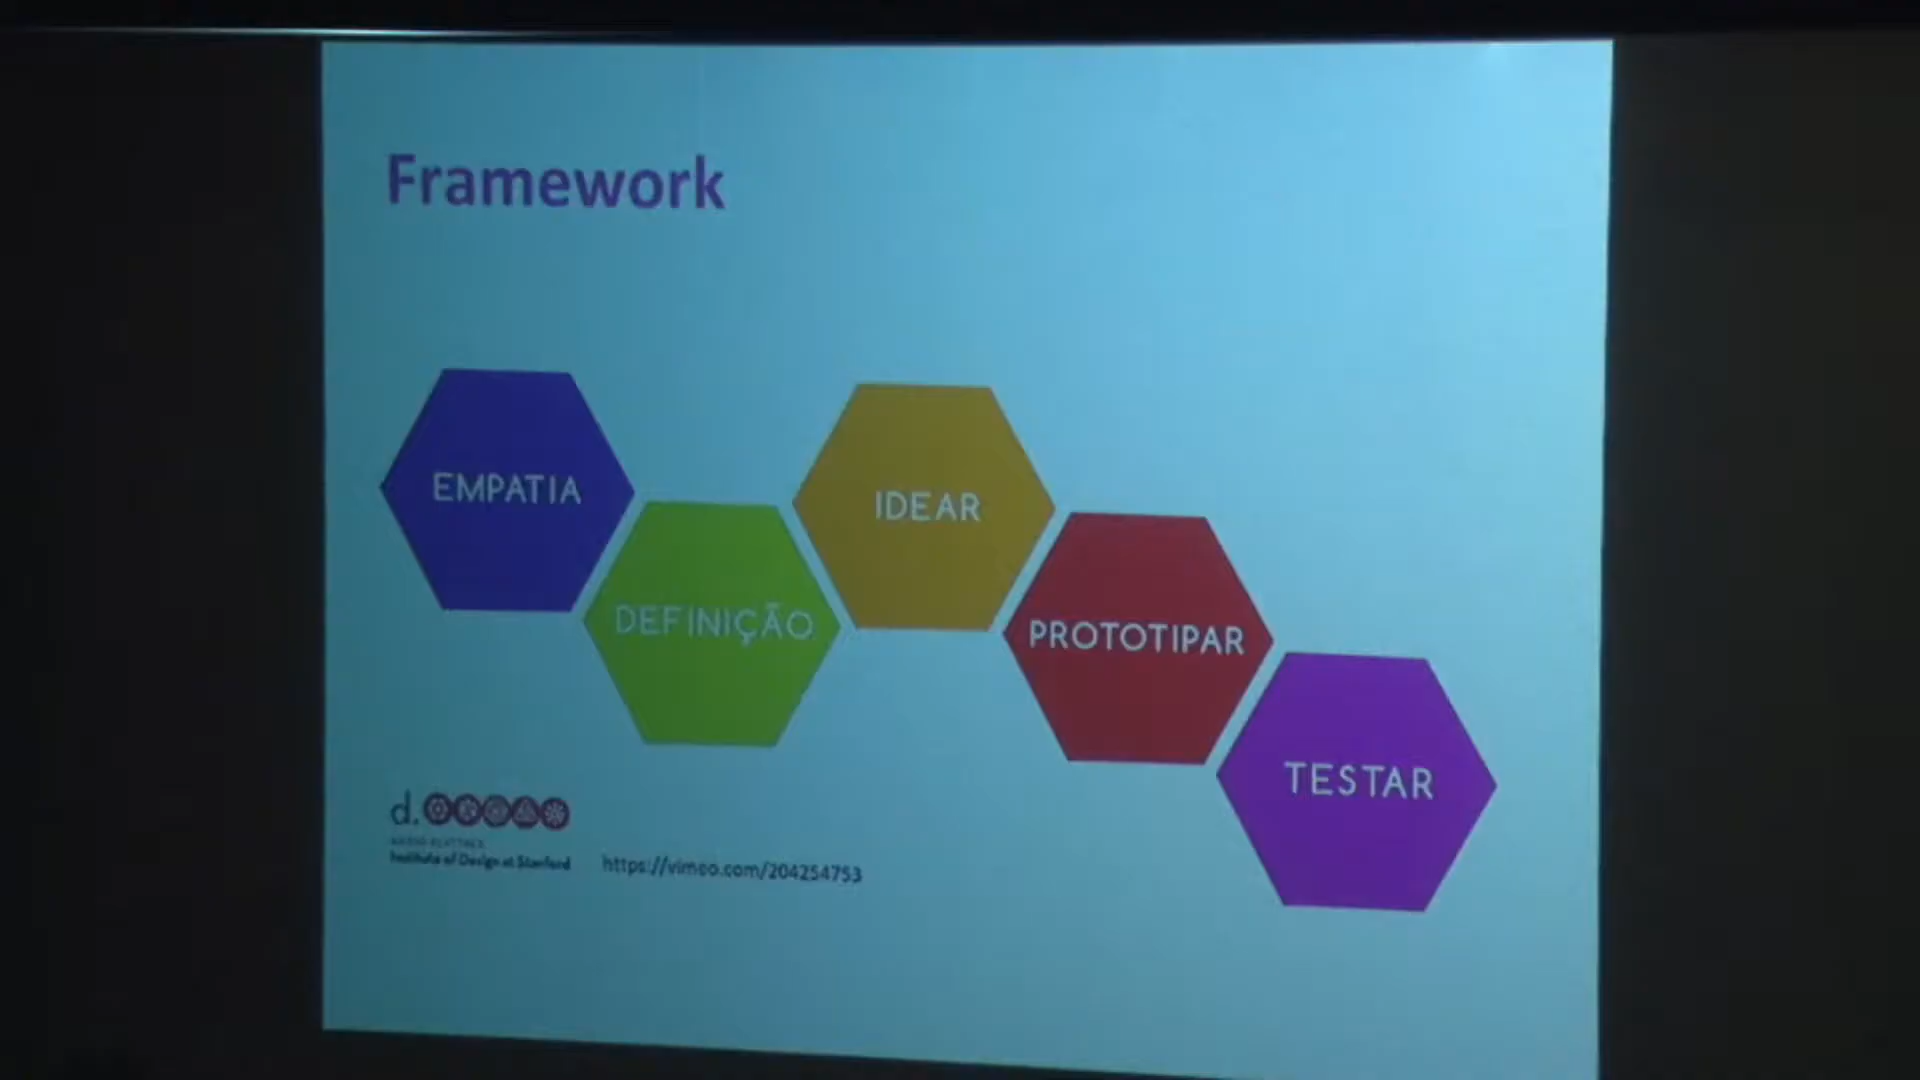 Framework
EMPATIA
IDEAR
DEFINIÇÃO
PROTOTIPAR
TESTAR
d.
Institute of Design at Stanford
https://vimeo.com/204254753